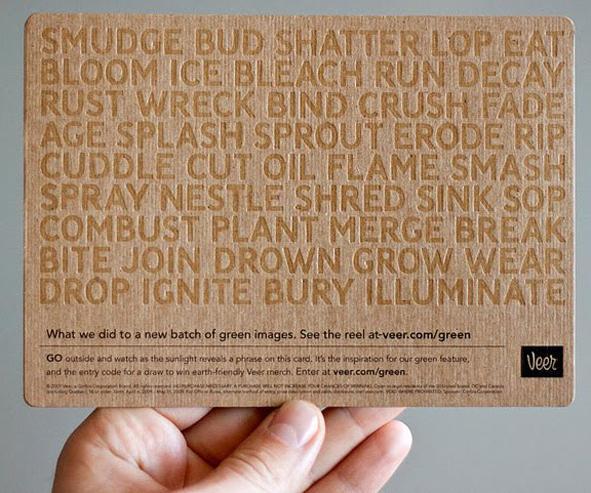 SMUDGE BUD SHATTER LOP EAT
BLOOM ICE BLEACH RUN DECAY
RUST WRECK BIND CRUSH FADE
AGE SPLASH SPROUT ERODE RIP
CUDDLE CUT OIL FLAME SMASH
SPRAY NESTLE SHRED SINK SOP
COMBUST PLANT MERGE BREAK
BITE JOIN DROWN GROW WEAR
DROP IGNITE BURY ILLUMINATE
What we did to a new batch of green images. See the reel at veer.com/green
GO outside and watch as the sunlight reveals a phrase on this card. It's the inspiration for our green feature,
and the entry code for a draw to win earth-friendly Veer merch. Enter at veer.com/green.
Veer